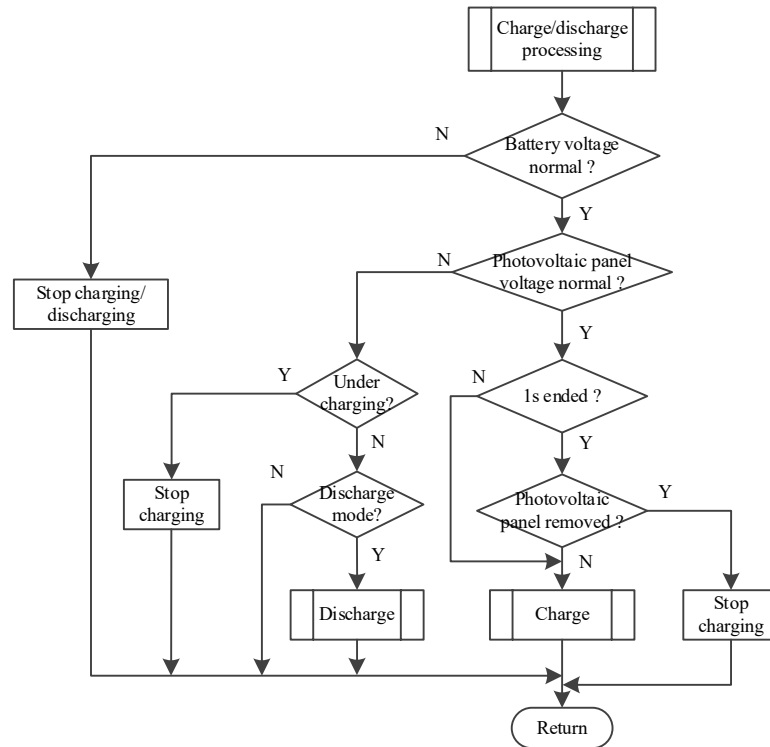 Charge/discharge
processing
N
Battery voltage
normal ?
Y
N
Photovoltaic panel
voltage normal ?
Stop charging/
discharging
Y
Y
Under
charging?
N
1s ended ?
N
Y
N
Stop
charging
Discharge
mode?
Photovoltaic
panel removed ?
Y
Y
N
Discharge
Charge
Stop
charging
Return